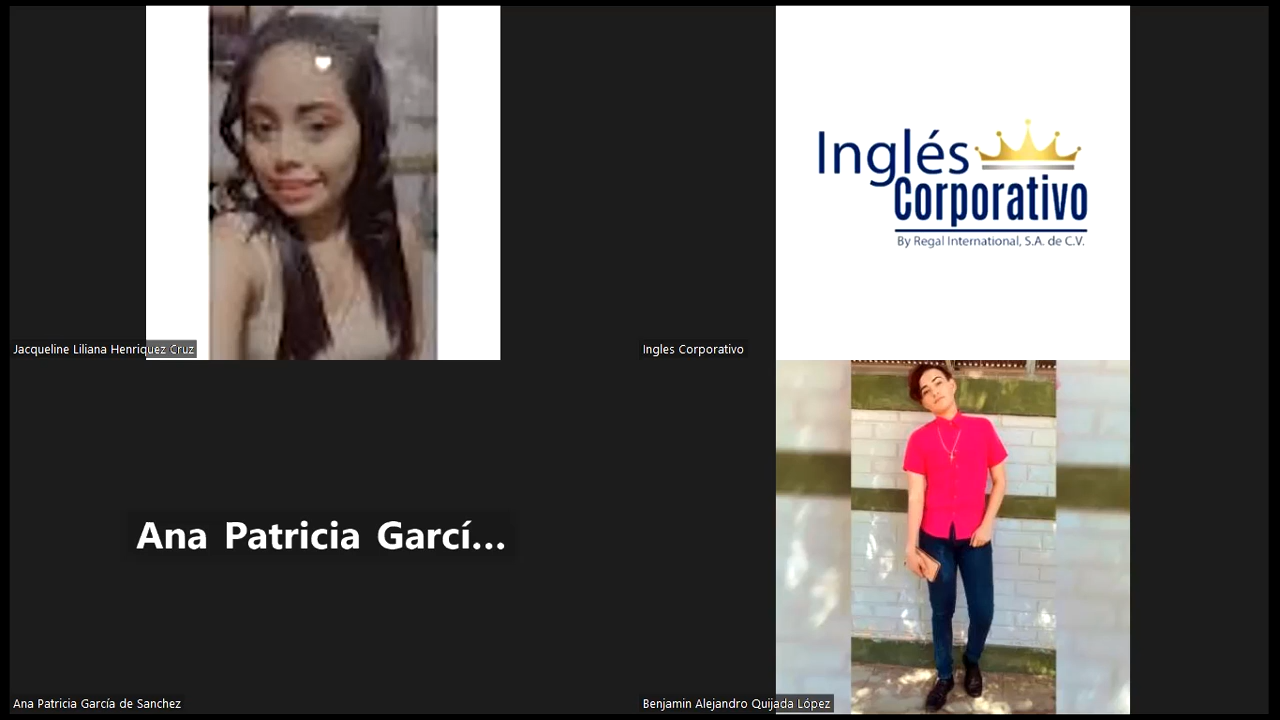 Inglés
Corporativo
By Regal International, S.A. de C.V.
Jacqueline Liliana Henriquez Cruz
Ingles Corporativo
Ana Patricia Garcí...
Ana Patricia García de Sanchez
Benjamin Alejandro Quijada López